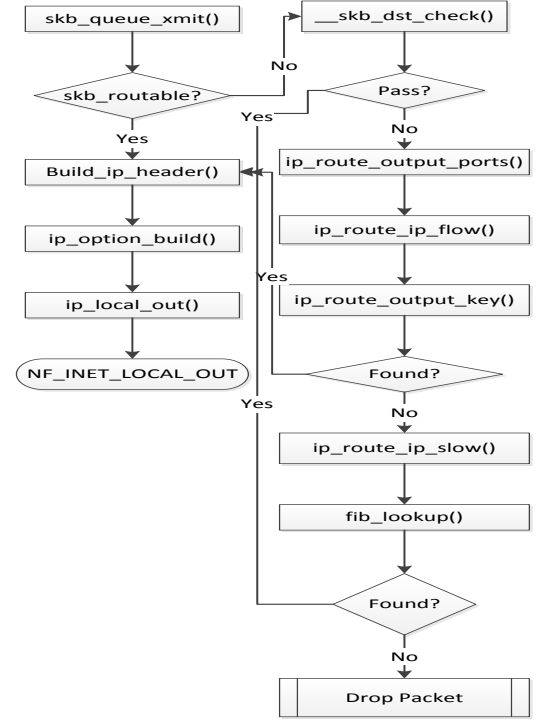 skb_queue_xmit()
skb_routable?
Yes
Build_ip_header()
ip_option_build()
ip_local_out()
NF_INET_LOCAL_OUT
No
__skb_dst_check()
Pass?
Yes
No
ip_route_output_ports()
ip_route_ip_flow()
Yes
ip_route_output_key()
Found?
Yes
No
ip_route_ip_slow()
fib_lookup()
Found?
No
Drop Packet